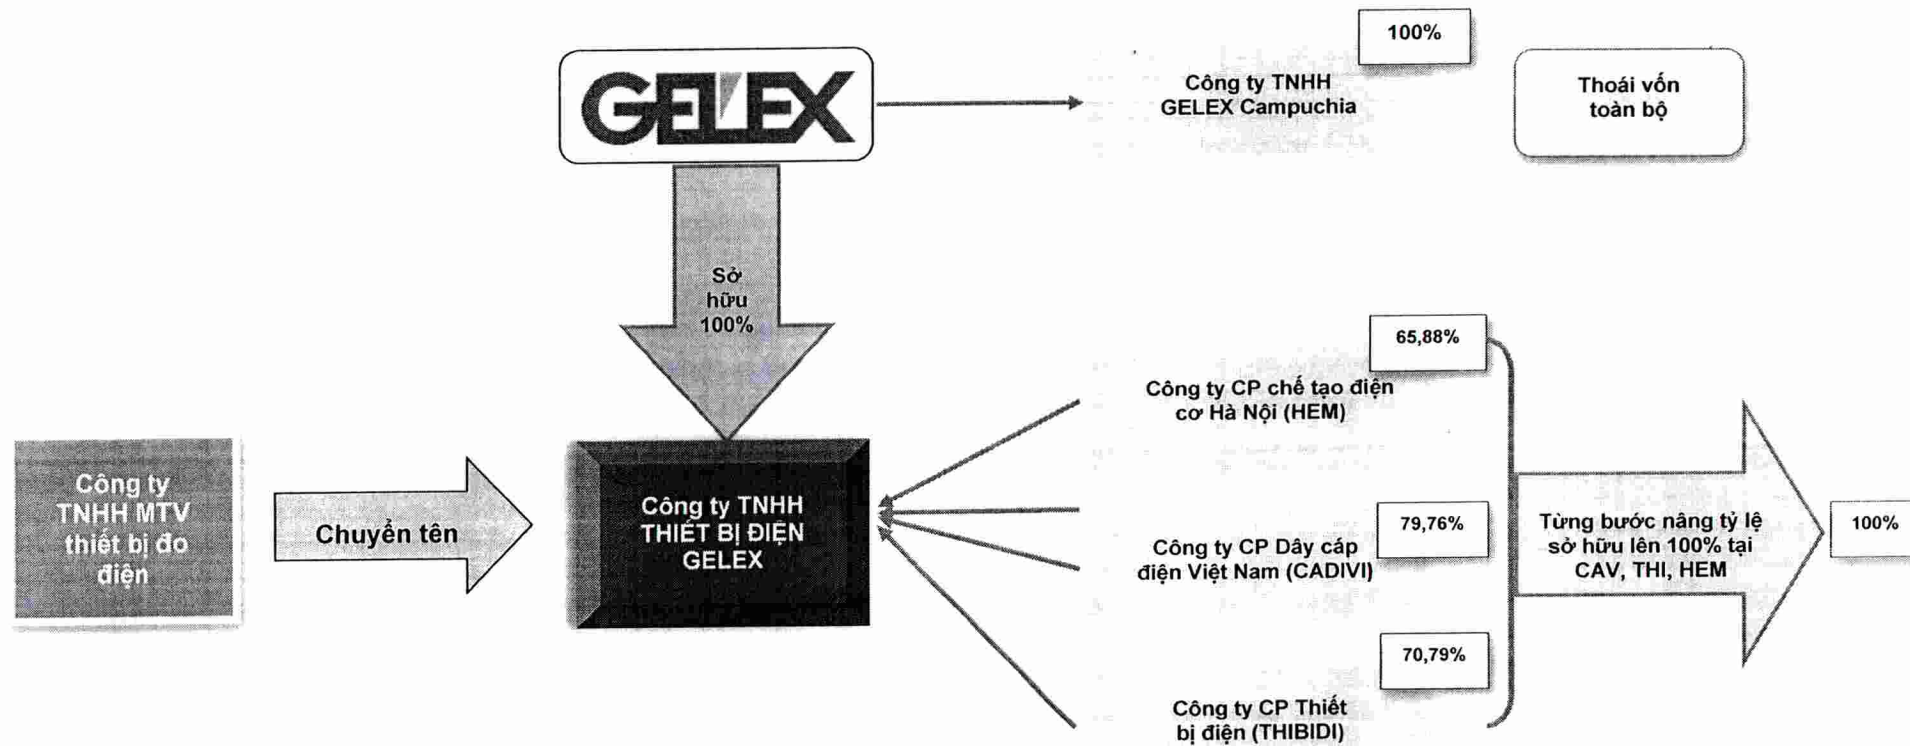 GELEX
100%
Công ty TNHH
GELEX Campuchia
Thoái vốn
toàn bộ
Sở
hữu
100%
65,88%
Công ty CP chế tạo điện
cơ Hà Nội (HEM)
Công ty
TNHH MTV
thiết bị đo
điện
Chuyển tên
Công ty TNHH
THIẾT BỊ ĐIỆN
GELEX
79,76%
Công ty CP Dây cáp
điện Việt Nam (CADIVI)
Từng bước nâng tỷ lệ
sở hữu lên 100% tại
CAV, THI, HEM
100%
70,79%
Công ty CP Thiết
bị điện (THIBIDI)